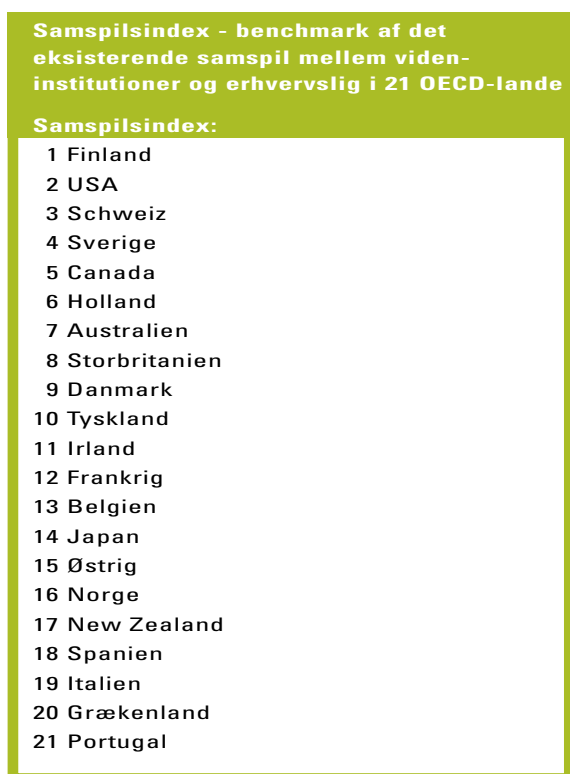 Samspilsindex - benchmark af det
eksisterende samspil mellem viden-
institutioner og erhvervslig i 21 OECD-lande
Samspilsindex:
1 Finland
2 USA
3 Schweiz
4 Sverige
5 Canada
6 Holland
7 Australien
8 Storbritanien
9 Danmark
10 Tyskland
11 Irland
12 Frankrig
13 Belgien
14 Japan
15 Østrig
16 Norge
17 New Zealand
18 Spanien
19 Italien
20 Grækenland
21 Portugal